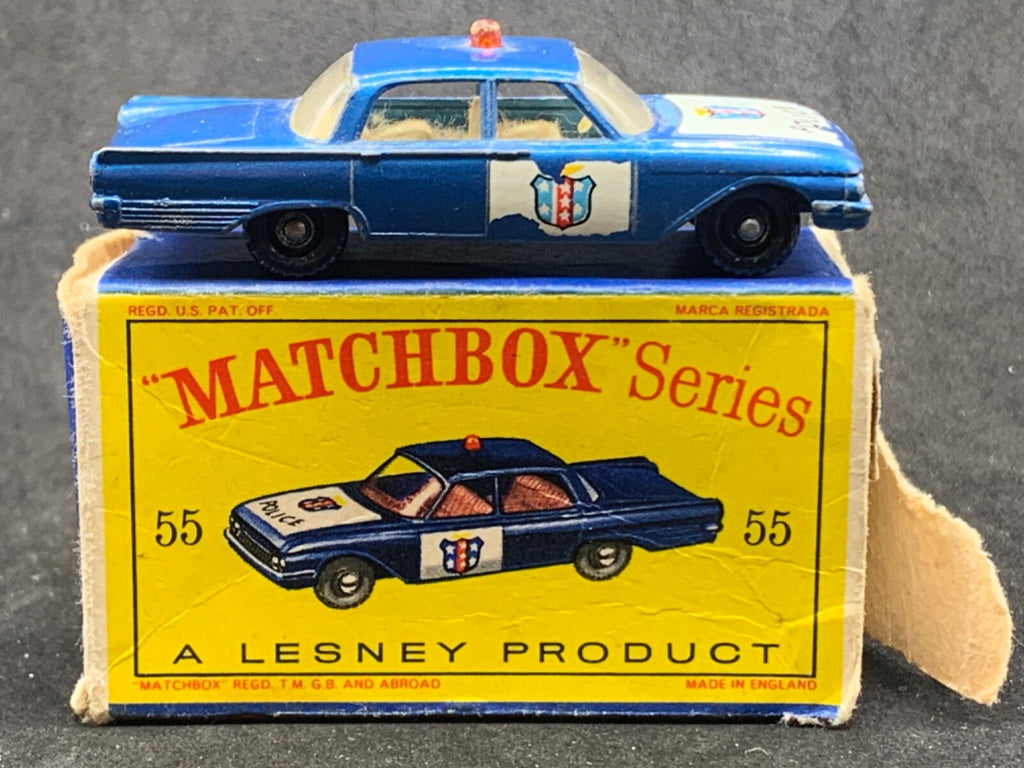 POLICE
REGD. U.S. PAT. OFF. MARCA REGISTRADA
"MATCHBOX" Series
POLICE
55 55
A LESNEY PRODUCT
"MATCHBOX" REGD. T.M. G.B. AND ABROAD MADE IN ENGLAND